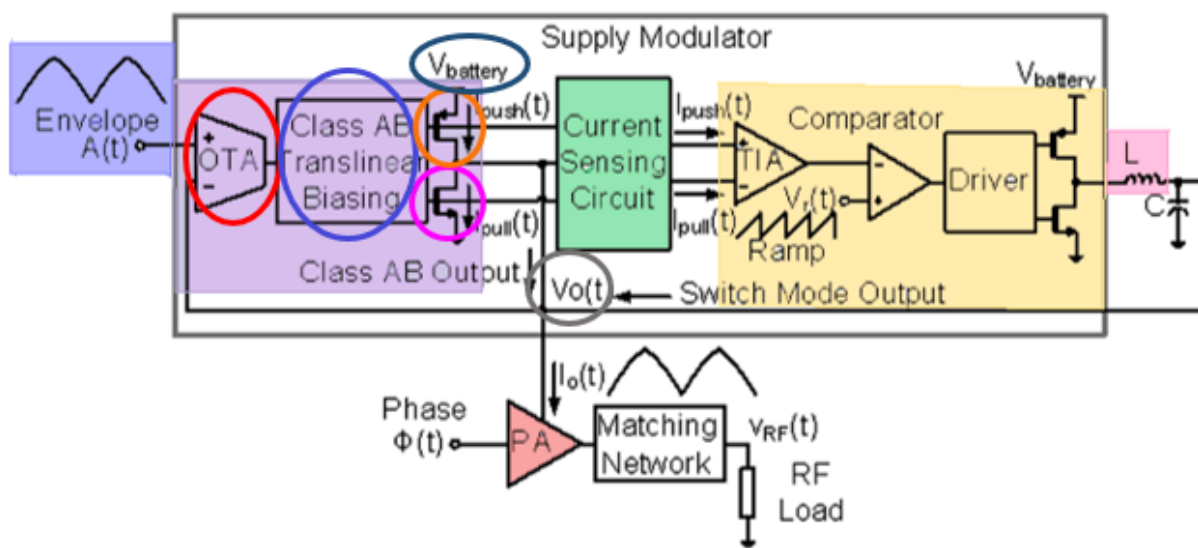 Supply Modulator
Vbattery
Vbattery
Envelope
A(t)
+
OTA
−
Class AB
Translinear
Biasing
Ipush(t)
Ipull(t)
Current
Sensing
Circuit
Ipush(t)
Ipull(t)
+
TIA
−
Comparator
−
+
Vr(t)
Ramp
Driver
L
C
Class AB Output
Vo(t
Switch Mode Output
Io(t)
Phase
Φ(t)
PA
Matching
Network
vRF(t)
RF
Load